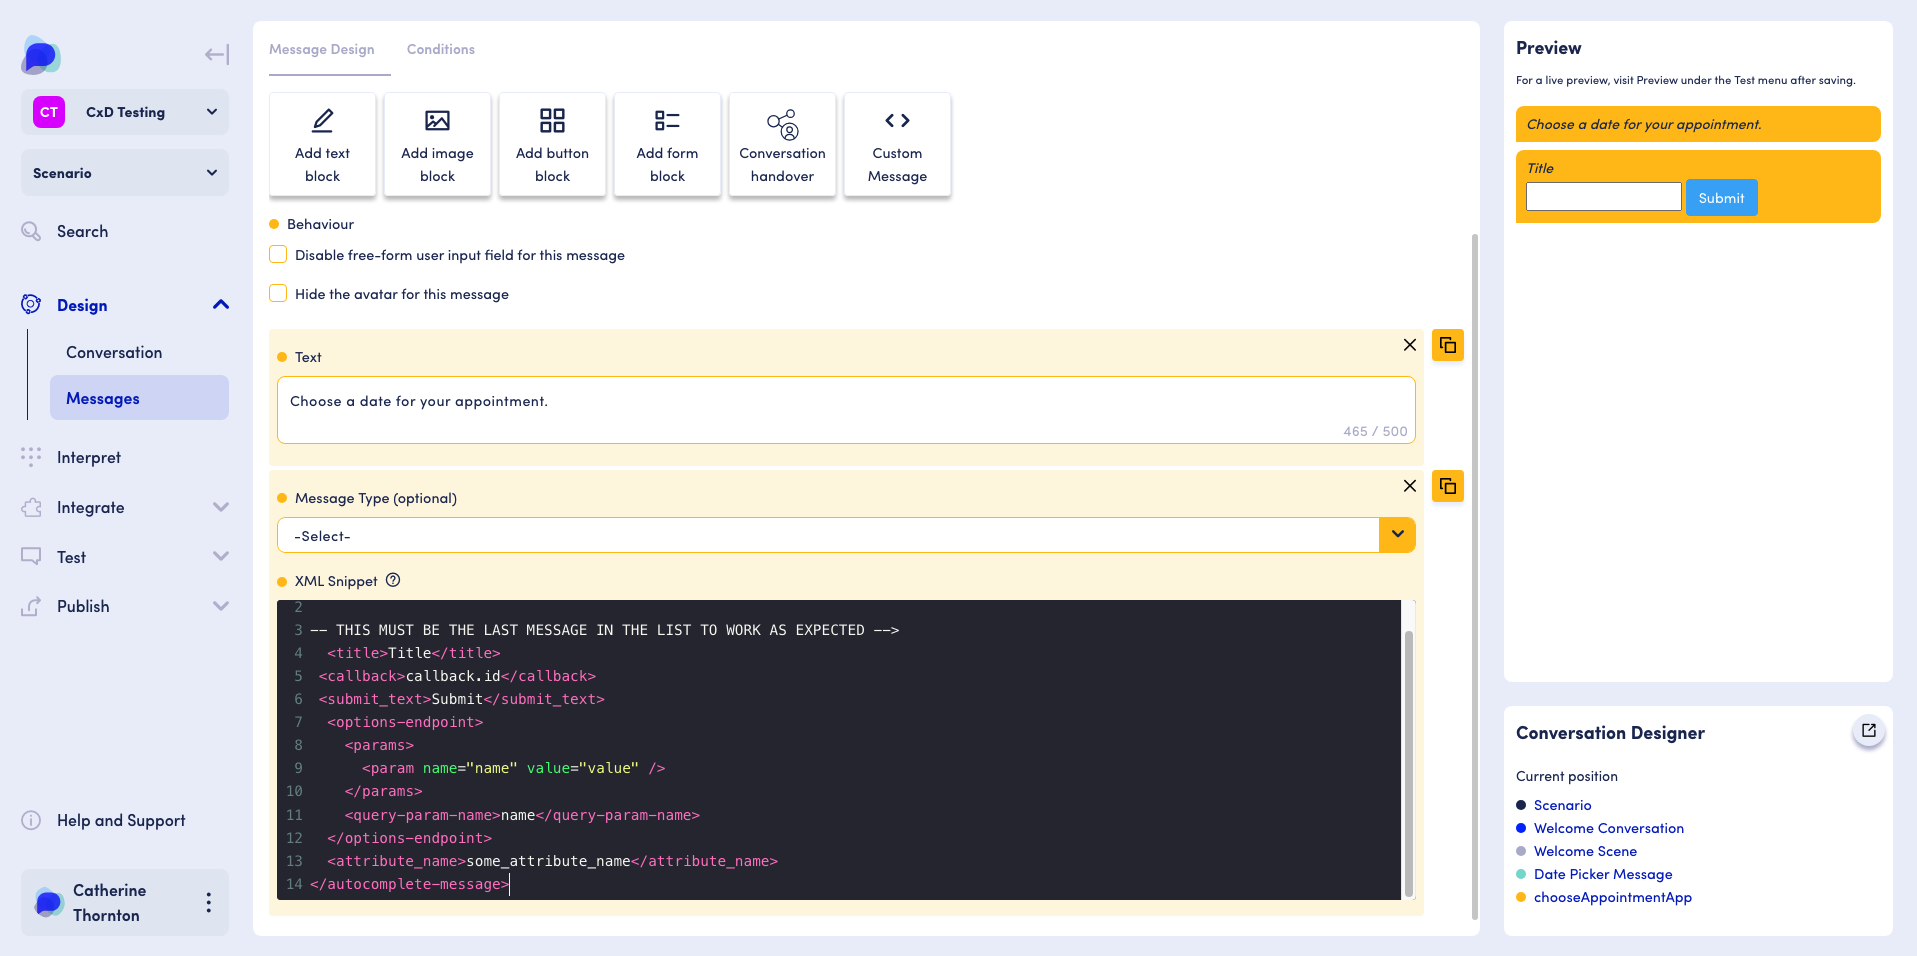 CT
CxD Testing
Scenario
Search
Design
Conversation
Messages
Interpret
Integrate
Test
Publish
Help and Support
Catherine
Thornton
Message Design
Conditions
Add text
block
Add image
block
Add button
block
Add form
block
Conversation
handover
Custom
Message
Behaviour
Disable free-form user input field for this message
Hide the avatar for this message
Text
Choose a date for your appointment.
465 / 500
Message Type (optional)
-Select-
XML Snippet
2
3 -- THIS MUST BE THE LAST MESSAGE IN THE LIST TO WORK AS EXPECTED -->
4   <title>Title</title>
5  <callback>callback.id</callback>
6  <submit_text>Submit</submit_text>
7   <options-endpoint>
8     <params>
9       <param name="name" value="value" />
10     </params>
11     <query-param-name>name</query-param-name>
12   </options-endpoint>
13   <attribute_name>some_attribute_name</attribute_name>
14 </autocomplete-message>
Preview
For a live preview, visit Preview under the Test menu after saving.
Choose a date for your appointment.
Title
Submit
Conversation Designer
Current position
Scenario
Welcome Conversation
Welcome Scene
Date Picker Message
chooseAppointmentApp